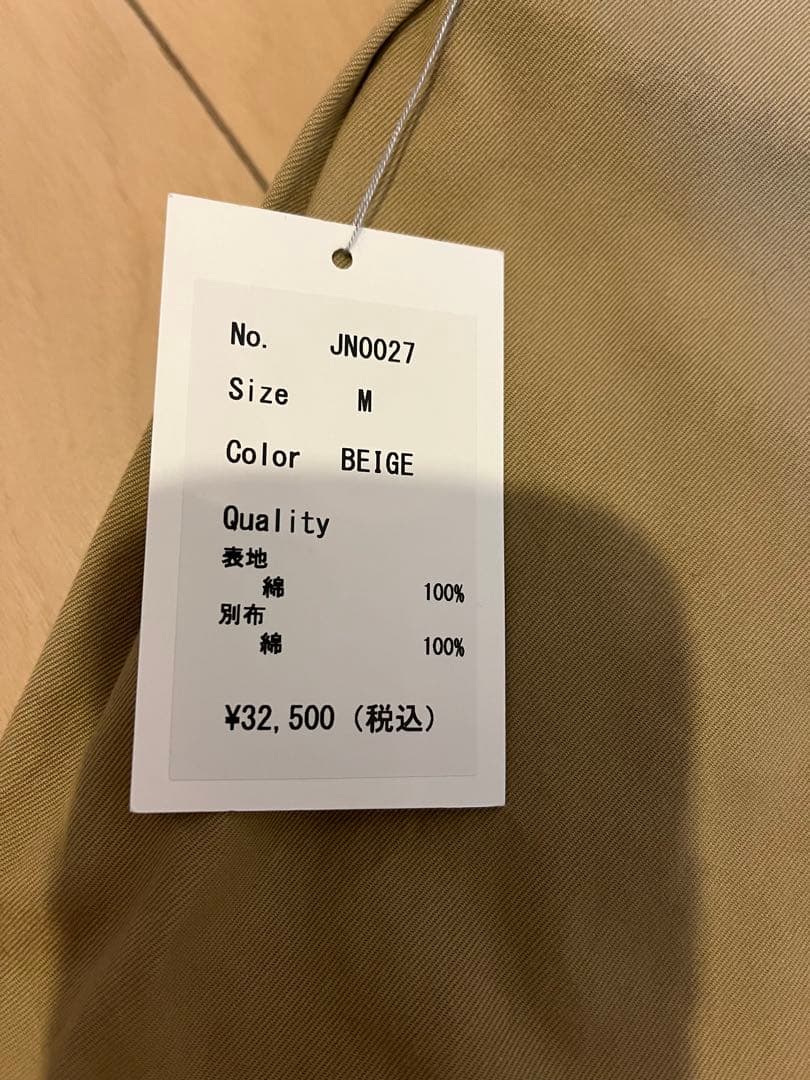 No. JN0027
Size M
Color BEIGE
Quality
表地
綿 100%
別布
綿 100%
¥32,500（税込）